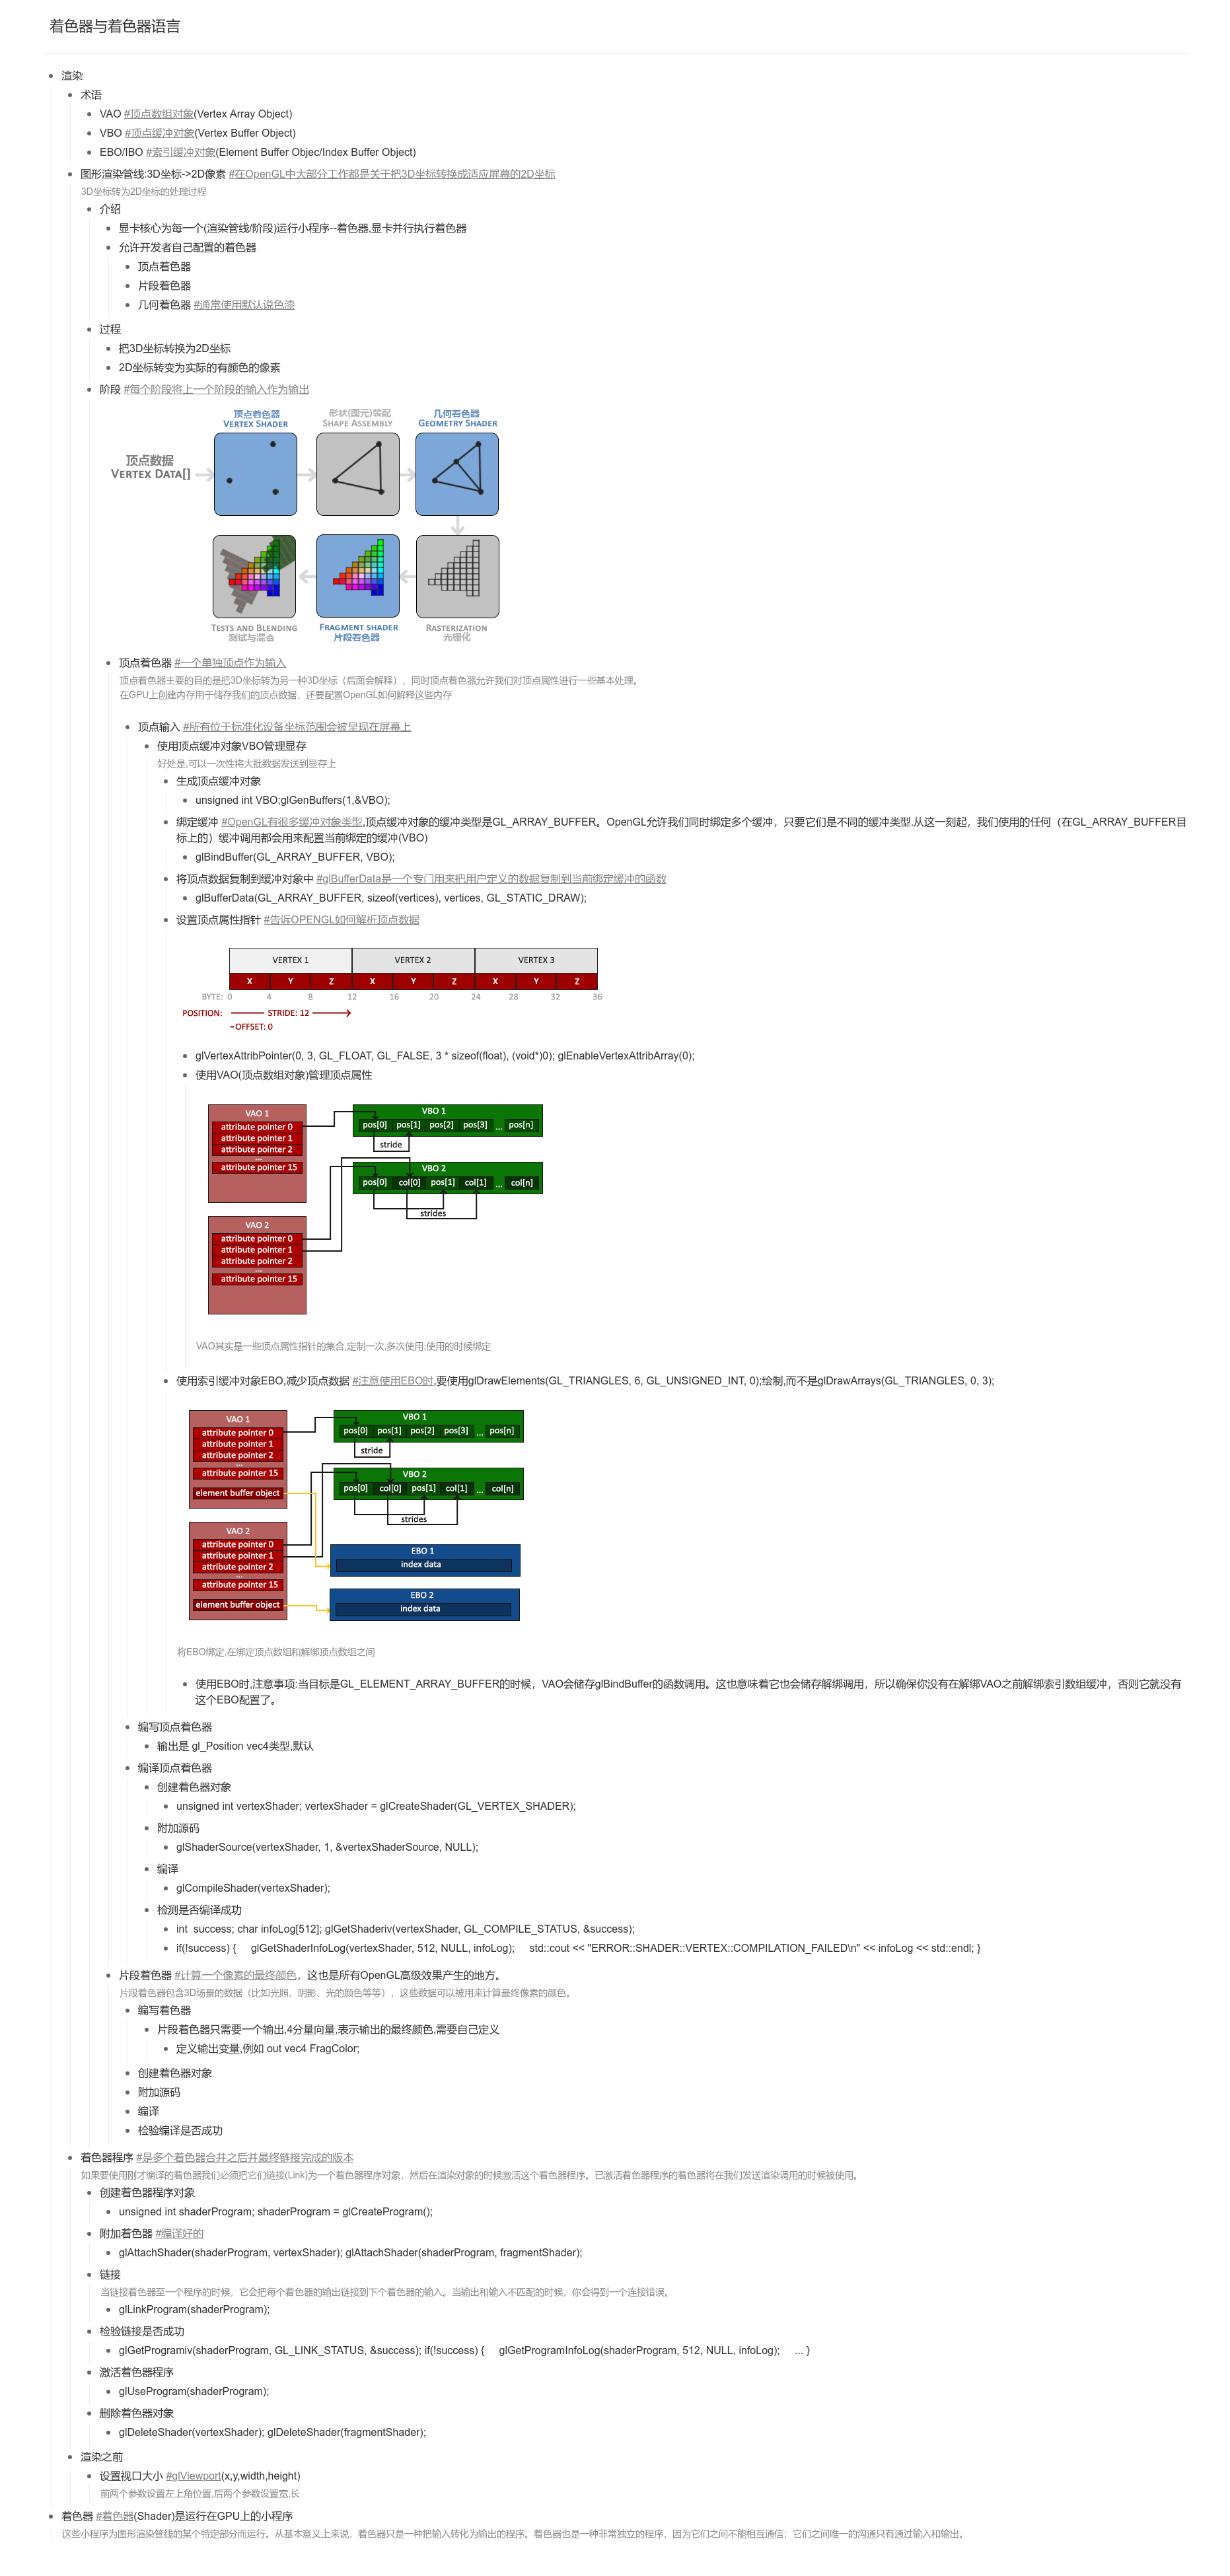 着色器与着色器语言
渲染
术语
VAO #顶点数组对象(Vertex Array Object)
VBO #顶点缓冲对象(Vertex Buffer Object)
EBO/IBO #索引缓冲对象(Element Buffer Objec/Index Buffer Object)
图形渲染管线:3D坐标->2D像素 #在OpenGL中大部分工作都是关于把3D坐标转换成适应屏幕的2D坐标
3D坐标转为2D坐标的处理过程
介绍
显卡核心为每一个(渲染管线/阶段)运行小程序--着色器,显卡并行执行着色器
允许开发者自己配置的着色器
顶点着色器
片段着色器
几何着色器 #通常使用默认说色漆
过程
把3D坐标转换为2D坐标
2D坐标转变为实际的有颜色的像素
阶段 #每个阶段将上一个阶段的输入作为输出
顶点着色器 形状(图元)装配 几何着色器
VERTEX SHADER SHAPE ASSEMBLY GEOMETRY SHADER
顶点数据
VERTEX DATA[]
TESTS AND BLENDING FRAGMENT SHADER RASTERIZATION
测试与混合 片段着色器 光栅化
顶点着色器 #一个单独顶点作为输入
顶点着色器主要的目的是把3D坐标转为另一种3D坐标（后面会解释），同时顶点着色器允许我们对顶点属性进行一些基本处理。
在GPU上创建内存用于储存我们的顶点数据，还要配置OpenGL如何解释这些内存
顶点输入 #所有位于标准化设备坐标范围会被呈现在屏幕上
使用顶点缓冲对象VBO管理显存
好处是,可以一次性将大批数据发送到显存上
生成顶点缓冲对象
unsigned int VBO;glGenBuffers(1,&VBO);
绑定缓冲 #OpenGL有很多缓冲对象类型,顶点缓冲对象的缓冲类型是GL_ARRAY_BUFFER。OpenGL允许我们同时绑定多个缓冲，只要它们是不同的缓冲类型.从这一刻起，我们使用的任何（在GL_ARRAY_BUFFER目
标上的）缓冲调用都会用来配置当前绑定的缓冲(VBO)
glBindBuffer(GL_ARRAY_BUFFER, VBO);
将顶点数据复制到缓冲对象中 #glBufferData是一个专门用来把用户定义的数据复制到当前绑定缓冲的函数
glBufferData(GL_ARRAY_BUFFER, sizeof(vertices), vertices, GL_STATIC_DRAW);
设置顶点属性指针 #告诉OPENGL如何解析顶点数据
VERTEX 1 VERTEX 2 VERTEX 3
X Y Z X Y Z X Y Z
BYTE: 0 4 8 12 16 20 24 28 32 36
POSITION: STRIDE: 12
OFFSET: 0
glVertexAttribPointer(0, 3, GL_FLOAT, GL_FALSE, 3 * sizeof(float), (void*)0); glEnableVertexAttribArray(0);
使用VAO(顶点数组对象)管理顶点属性
VAO 1
attribute pointer 0
attribute pointer 1
attribute pointer 2
...
attribute pointer 15
VBO 1
pos[0] pos[1] pos[2] pos[3] ... pos[n]
stride
VBO 2
pos[0] col[0] pos[1] col[1] ... col[n]
strides
VAO 2
attribute pointer 0
attribute pointer 1
attribute pointer 2
...
attribute pointer 15
VAO其实是一些顶点属性指针的集合,定制一次,多次使用,使用的时候绑定
使用索引缓冲对象EBO,减少顶点数据 #注意使用EBO时,要使用glDrawElements(GL_TRIANGLES, 6, GL_UNSIGNED_INT, 0);绘制,而不是glDrawArrays(GL_TRIANGLES, 0, 3);
VAO 1
attribute pointer 0
attribute pointer 1
attribute pointer 2
...
attribute pointer 15
element buffer object
VBO 1
pos[0] pos[1] pos[2] pos[3] ... pos[n]
stride
VBO 2
pos[0] col[0] pos[1] col[1] ... col[n]
strides
VAO 2
attribute pointer 0
attribute pointer 1
attribute pointer 2
...
attribute pointer 15
element buffer object
EBO 1
index data
EBO 2
index data
将EBO绑定,在绑定顶点数组和解绑顶点数组之间
使用EBO时,注意事项:当目标是GL_ELEMENT_ARRAY_BUFFER的时候，VAO会储存glBindBuffer的函数调用。这也意味着它也会储存解绑调用，所以确保你没有在解绑VAO之前解绑索引数组缓冲，否则它就没有
这个EBO配置了。
编写顶点着色器
输出是 gl_Position vec4类型,默认
编译顶点着色器
创建着色器对象
unsigned int vertexShader; vertexShader = glCreateShader(GL_VERTEX_SHADER);
附加源码
glShaderSource(vertexShader, 1, &vertexShaderSource, NULL);
编译
glCompileShader(vertexShader);
检测是否编译成功
int  success; char infoLog[512]; glGetShaderiv(vertexShader, GL_COMPILE_STATUS, &success);
if(!success) {     glGetShaderInfoLog(vertexShader, 512, NULL, infoLog);     std::cout << "ERROR::SHADER::VERTEX::COMPILATION_FAILED\n" << infoLog << std::endl; }
片段着色器 #计算一个像素的最终颜色，这也是所有OpenGL高级效果产生的地方。
片段着色器包含3D场景的数据（比如光照、阴影、光的颜色等等），这些数据可以被用来计算最终像素的颜色。
编写着色器
片段着色器只需要一个输出,4分量向量,表示输出的最终颜色,需要自己定义
定义输出变量,例如 out vec4 FragColor;
创建着色器对象
附加源码
编译
检验编译是否成功
着色器程序 #是多个着色器合并之后并最终链接完成的版本
如果要使用刚才编译的着色器我们必须把它们链接(Link)为一个着色器程序对象，然后在渲染对象的时候激活这个着色器程序。已激活着色器程序的着色器将在我们发送渲染调用的时候被使用。
创建着色器程序对象
unsigned int shaderProgram; shaderProgram = glCreateProgram();
附加着色器 #编译好的
glAttachShader(shaderProgram, vertexShader); glAttachShader(shaderProgram, fragmentShader);
链接
当链接着色器至一个程序的时候，它会把每个着色器的输出链接到下个着色器的输入。当输出和输入不匹配的时候，你会得到一个连接错误。
glLinkProgram(shaderProgram);
检验链接是否成功
glGetProgramiv(shaderProgram, GL_LINK_STATUS, &success); if(!success) {     glGetProgramInfoLog(shaderProgram, 512, NULL, infoLog);     ... }
激活着色器程序
glUseProgram(shaderProgram);
删除着色器对象
glDeleteShader(vertexShader); glDeleteShader(fragmentShader);
渲染之前
设置视口大小 #glViewport(x,y,width,height)
前两个参数设置左上角位置,后两个参数设置宽,长
着色器 #着色器(Shader)是运行在GPU上的小程序
这些小程序为图形渲染管线的某个特定部分而运行。从基本意义上来说，着色器只是一种把输入转化为输出的程序。着色器也是一种非常独立的程序，因为它们之间不能相互通信；它们之间唯一的沟通只有通过输入和输出。